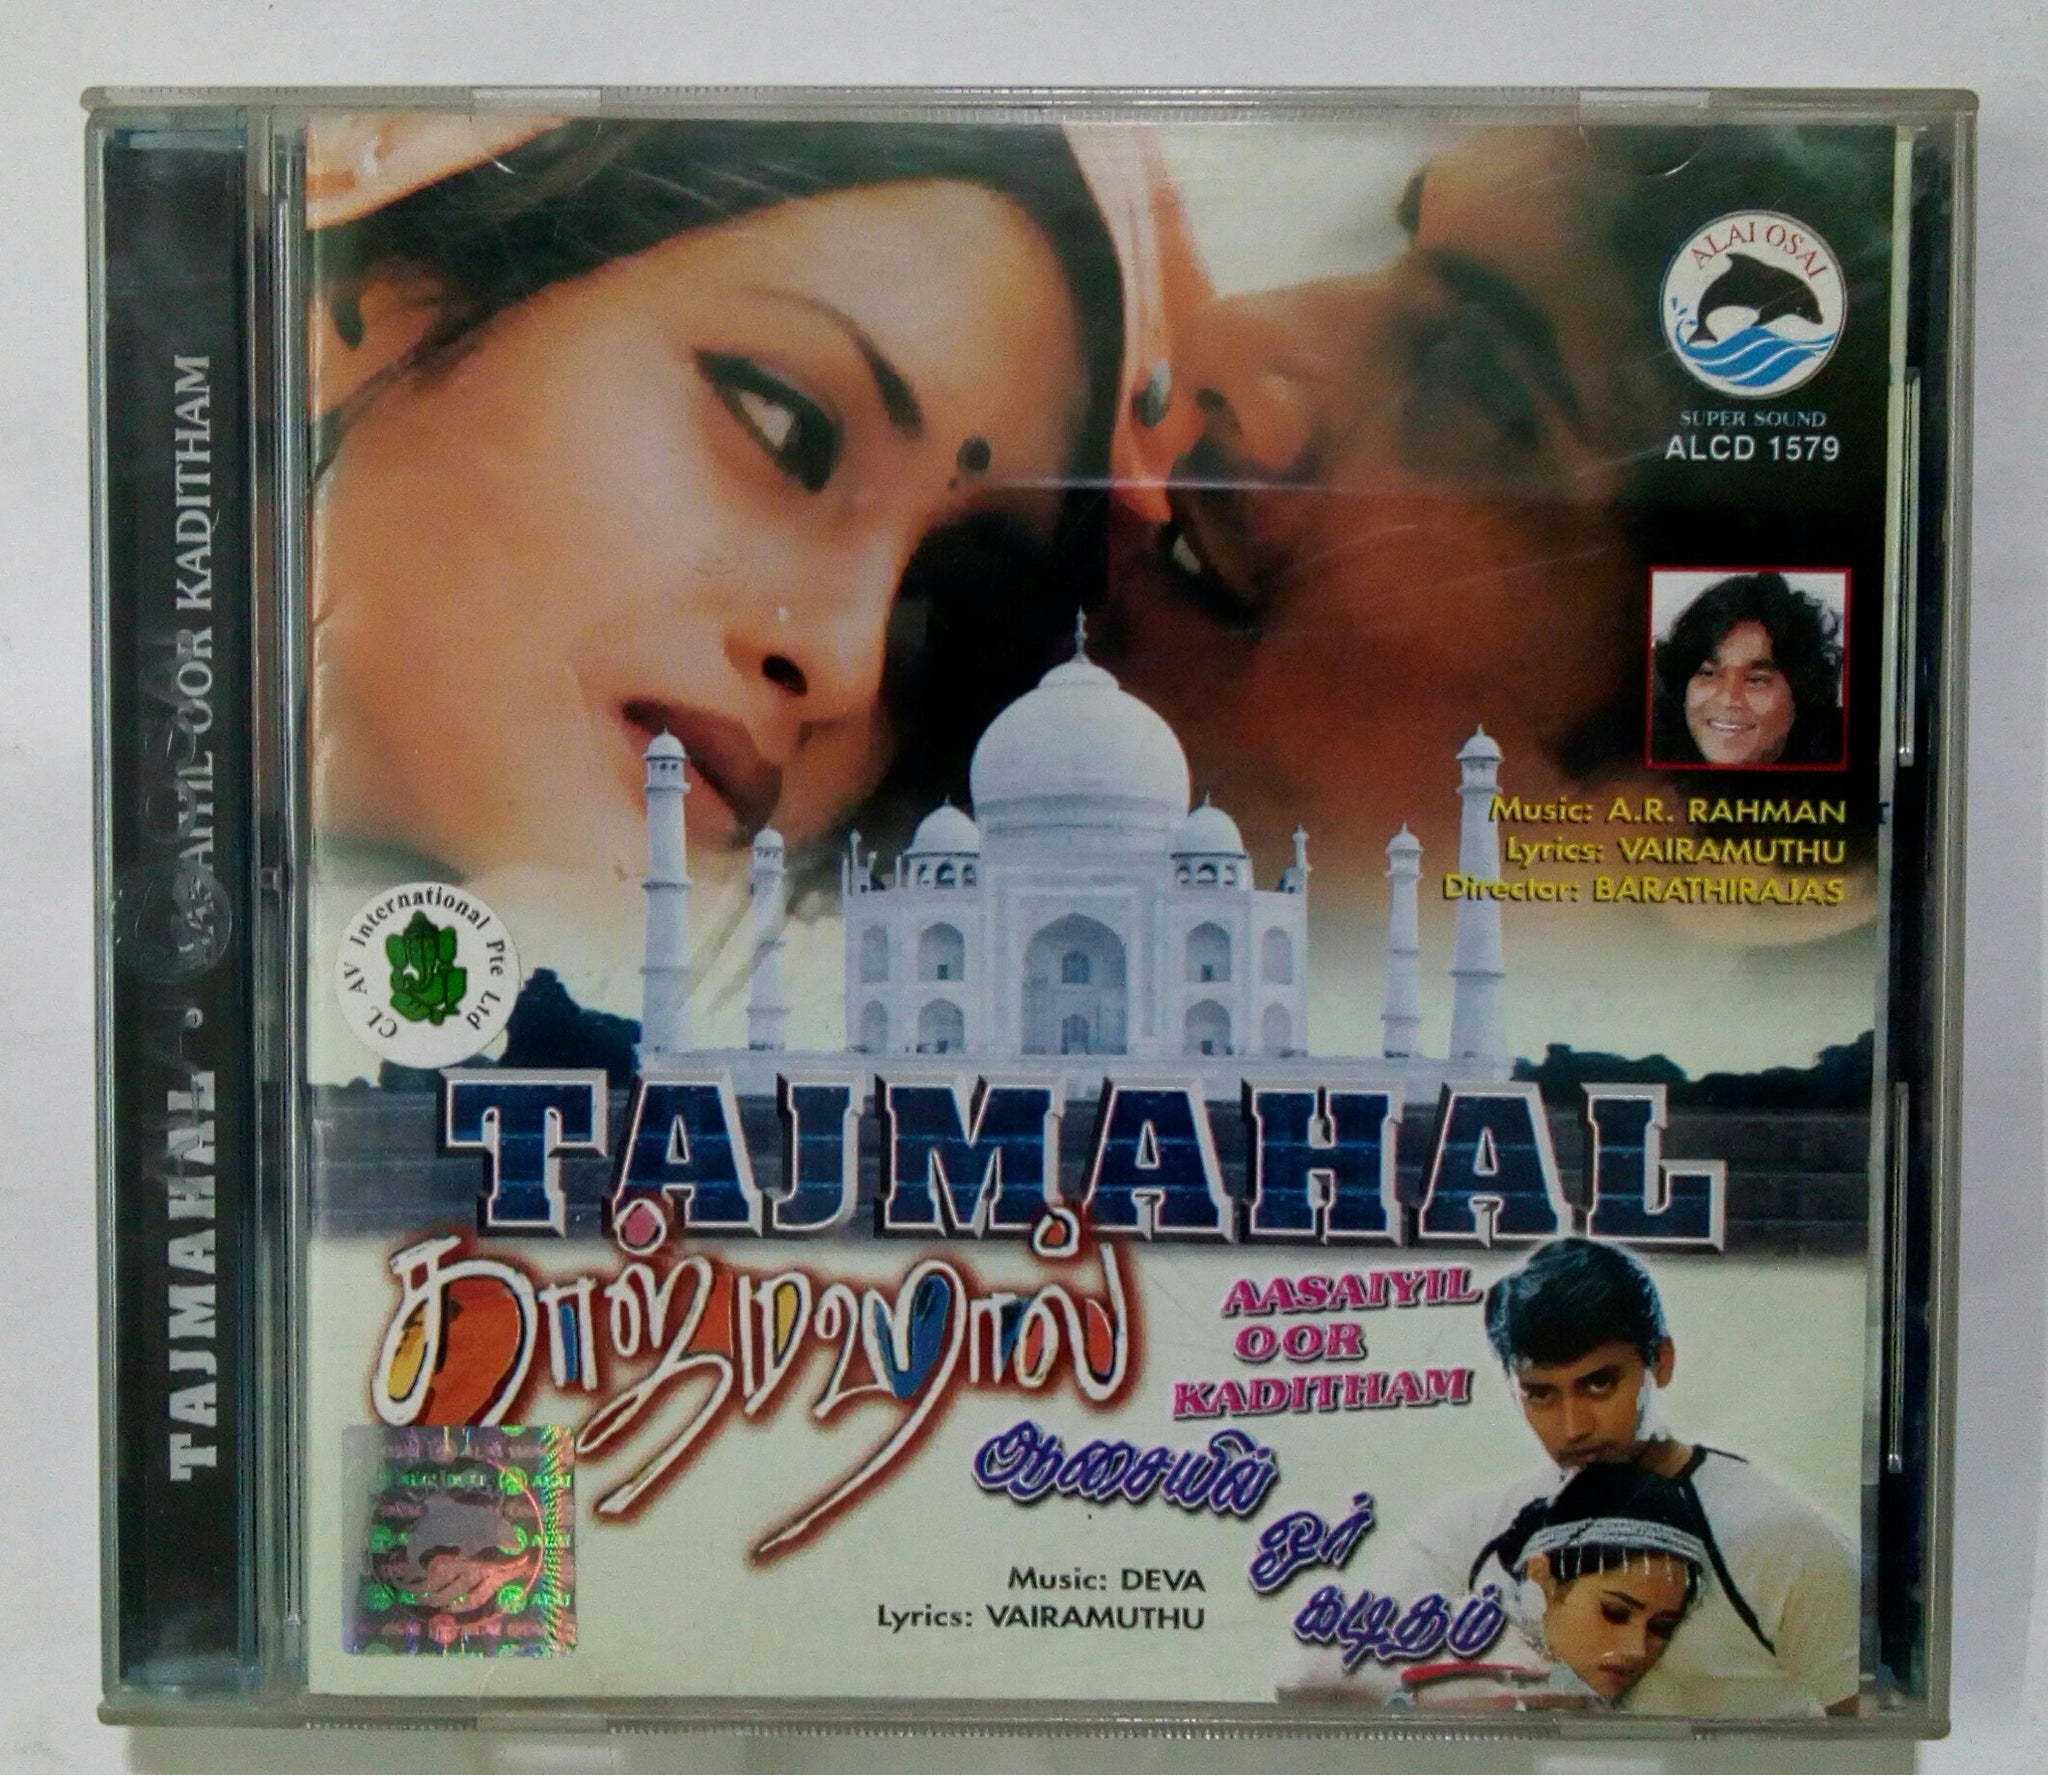 TAJMAHAL . AASAIYIL OOR KADITHAM
ALAI OSAI
SUPER SOUND
ALCD 1579
Music: A.R. RAHMAN
Lyrics: VAIRAMUTHU
Director: BARATHIRAJAS
CL AV International Pte Ltd
TAJMAHAL
தாஜ்மஹால்
AASAIYIL
OOR
KADITHAM
ஆசையில்
ஓர்
கடிதம்
Music: DEVA
Lyrics: VAIRAMUTHU